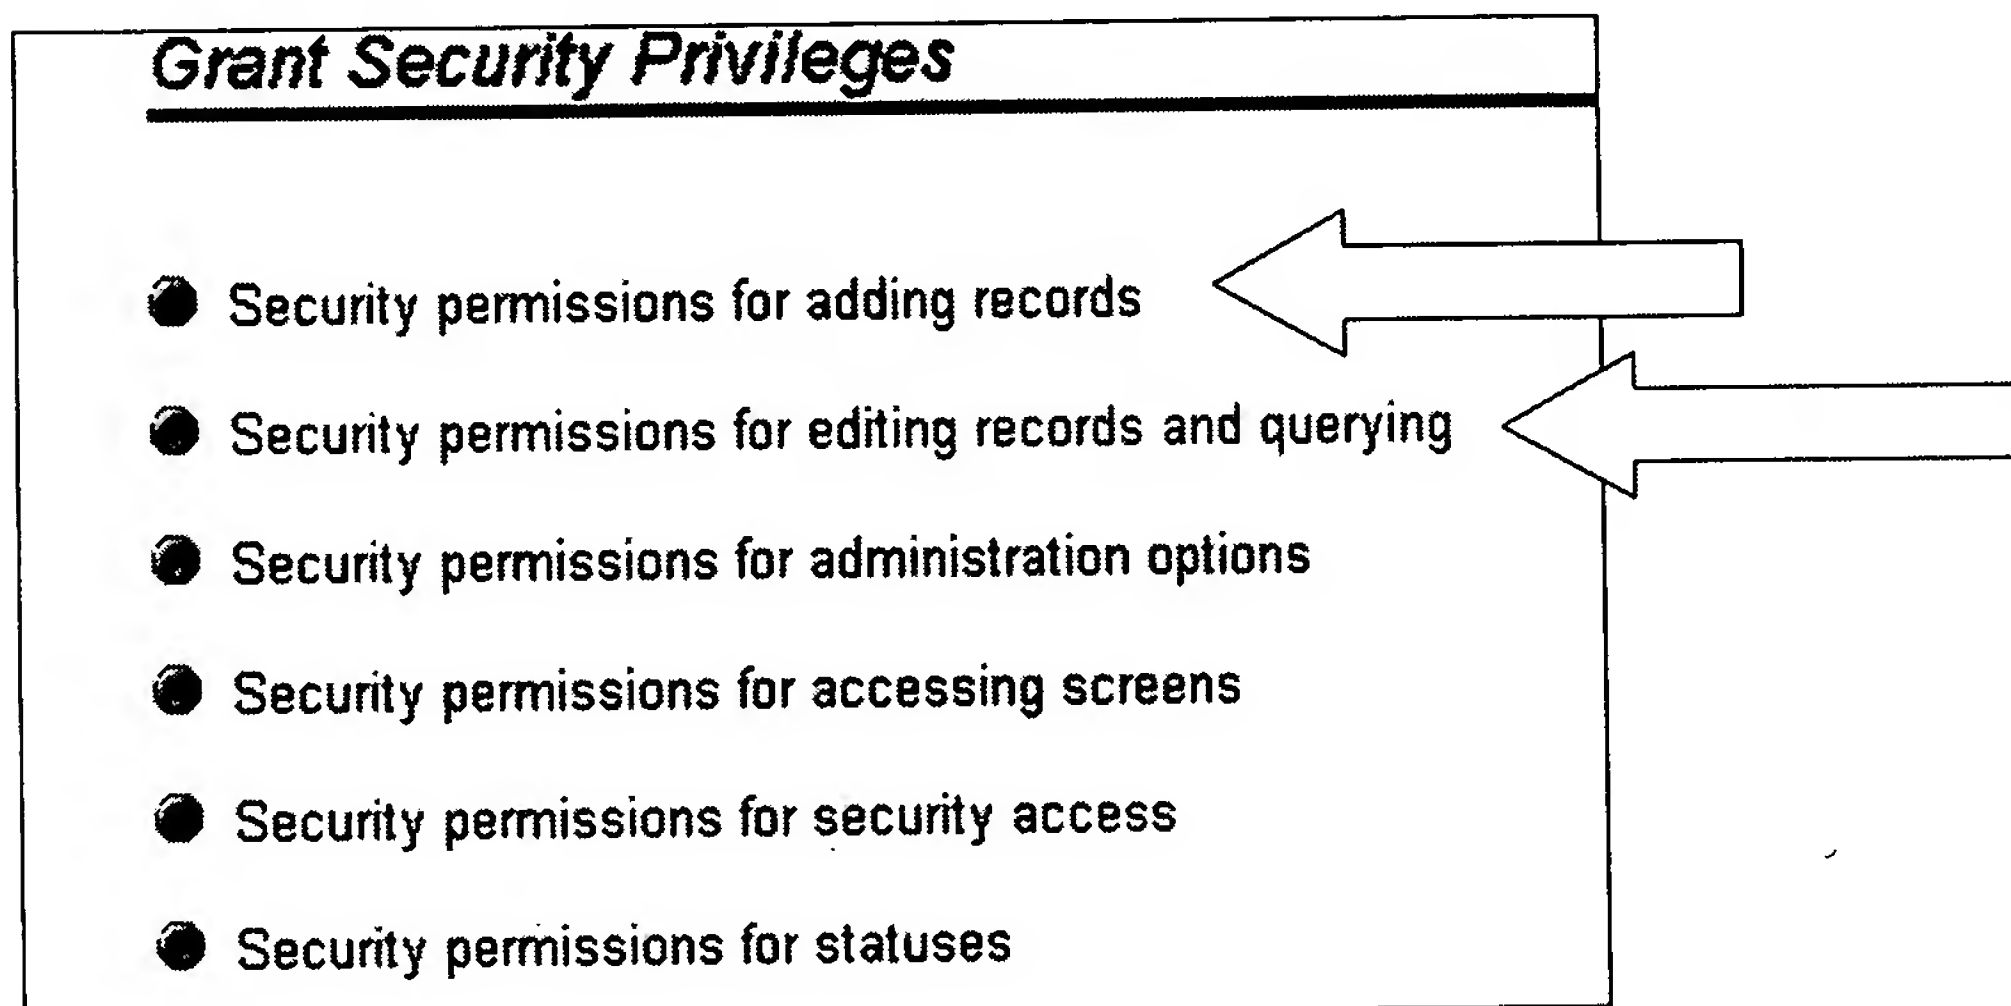 Grant Security Privileges
Security permissions for adding records
Security permissions for editing records and querying
Security permissions for administration options
Security permissions for accessing screens
Security permissions for security access
Security permissions for statuses